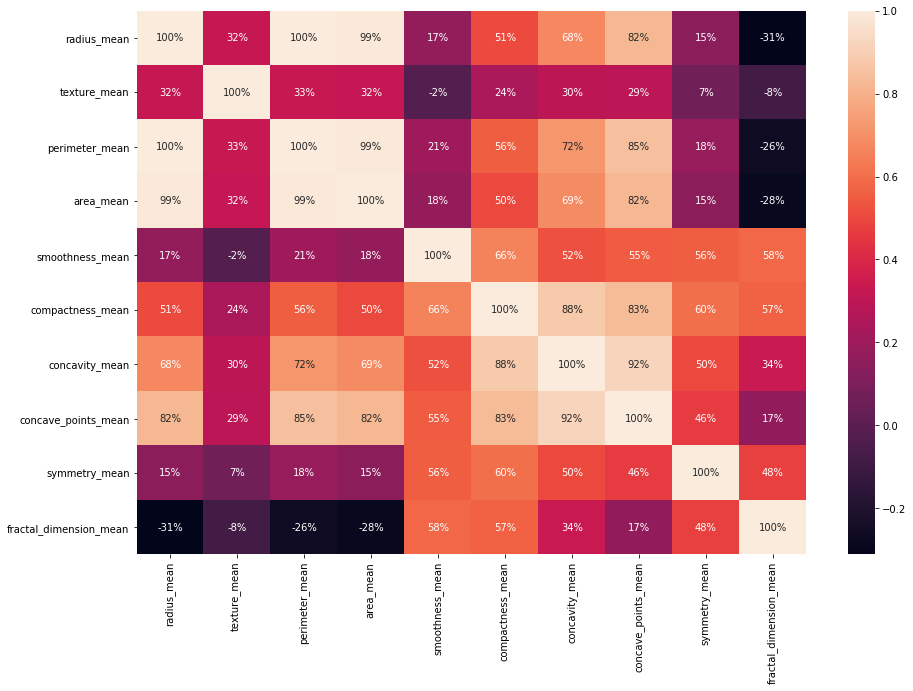 radius_mean 100% 32% 100% 99% 17% 51% 68% 82% 15% -31%
texture_mean 32% 100% 33% 32% -2% 24% 30% 29% 7% -8%
perimeter_mean 100% 33% 100% 99% 21% 56% 72% 85% 18% -26%
area_mean 99% 32% 99% 100% 18% 50% 69% 82% 15% -28%
smoothness_mean 17% -2% 21% 18% 100% 66% 52% 55% 56% 58%
compactness_mean 51% 24% 56% 50% 66% 100% 88% 83% 60% 57%
concavity_mean 68% 30% 72% 69% 52% 88% 100% 92% 50% 34%
concave_points_mean 82% 29% 85% 82% 55% 83% 92% 100% 46% 17%
symmetry_mean 15% 7% 18% 15% 56% 60% 50% 46% 100% 48%
fractal_dimension_mean -31% -8% -26% -28% 58% 57% 34% 17% 48% 100%
radius_mean
texture_mean
perimeter_mean
area_mean
smoothness_mean
compactness_mean
concavity_mean
concave_points_mean
symmetry_mean
fractal_dimension_mean
1.0
0.8
0.6
0.4
0.2
0.0
−0.2